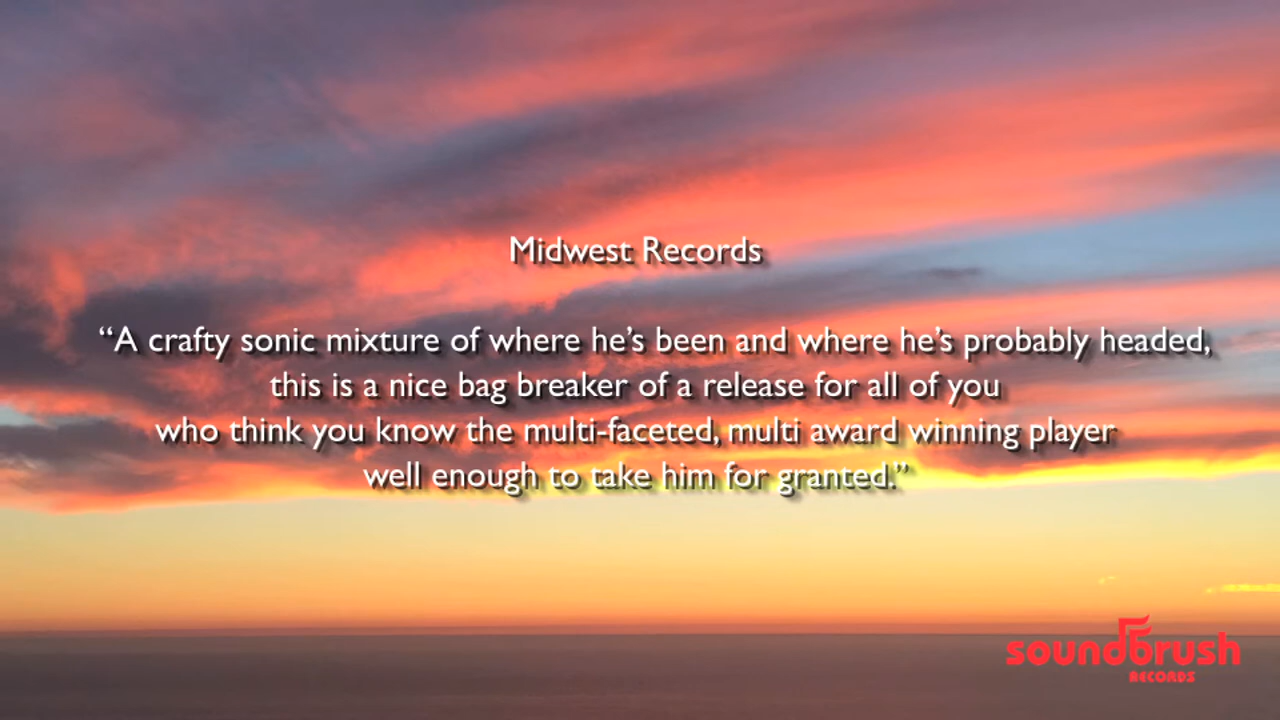 Midwest Records
“A crafty sonic mixture of where he’s been and where he’s probably headed,
this is a nice bag breaker of a release for all of you
who think you know the multi-faceted, multi award winning player
well enough to take him for granted.”
soundbrush
RECORDS